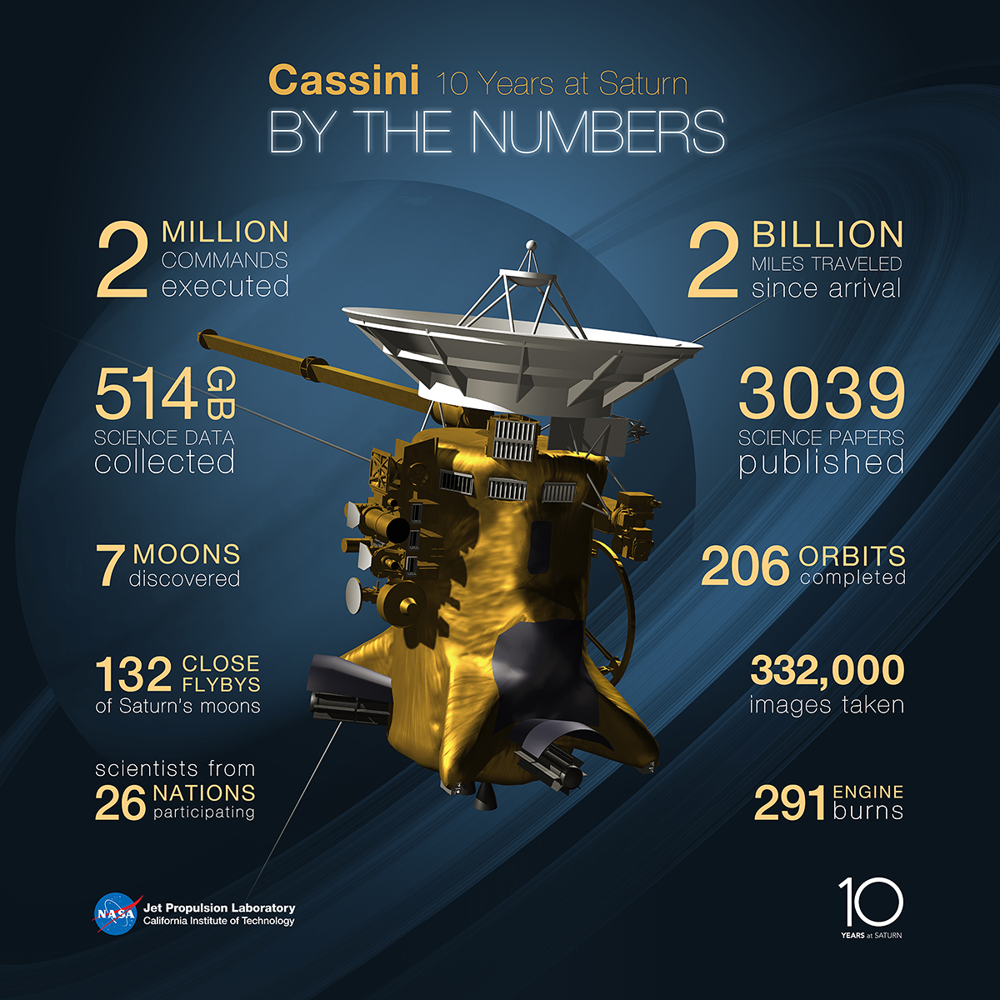 Cassini 10 Years at Saturn
BY THE NUMBERS
2 MILLION
COMMANDS
executed
2 BILLION
MILES TRAVELED
since arrival
514 GB
SCIENCE DATA
collected
3039
SCIENCE PAPERS
published
7 MOONS
discovered
206 ORBITS
completed
132 CLOSE
FLYBYS
of Saturn's moons
332,000
images taken
scientists from
26 NATIONS
participating
291 ENGINE
burns
NASA
Jet Propulsion Laboratory
California Institute of Technology
10
YEARS at SATURN